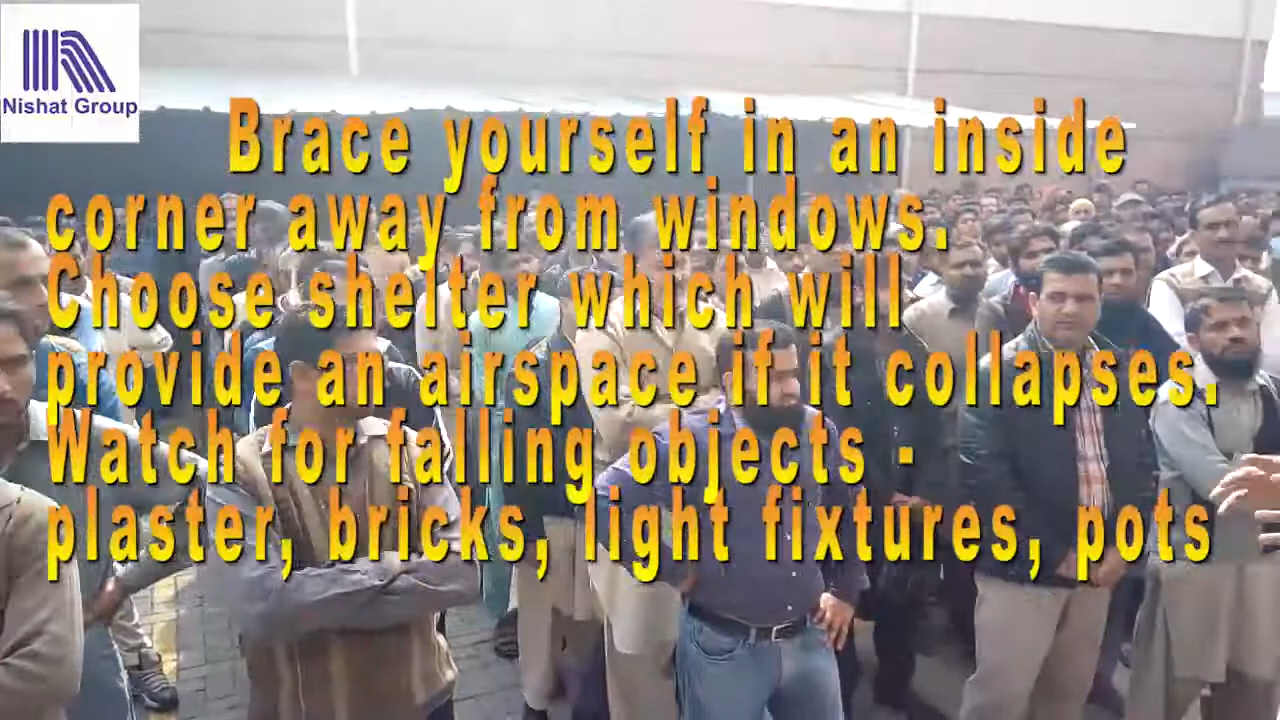 Nishat Group
Brace yourself in an inside
corner away from windows.
Choose shelter which will
provide an airspace if it collapses.
Watch for falling objects -
plaster, bricks, light fixtures, pots